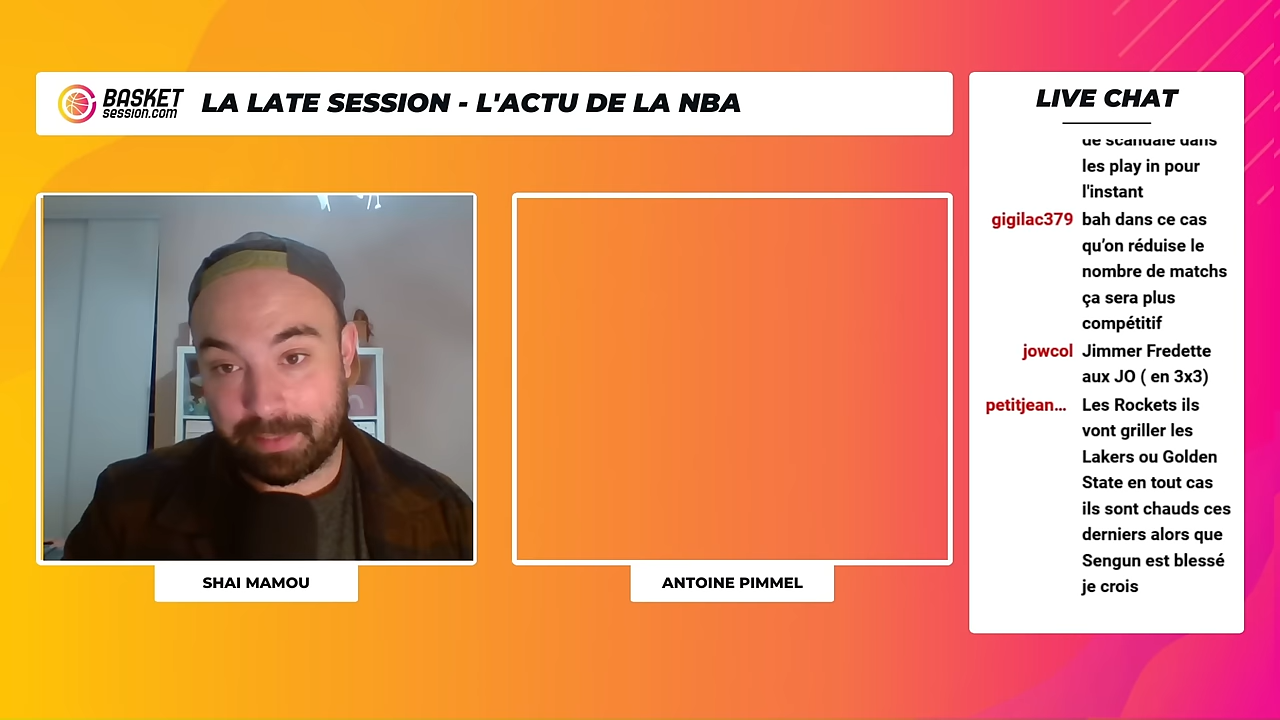 BASKET
session.com
LA LATE SESSION - L'ACTU DE LA NBA
SHAI MAMOU
ANTOINE PIMMEL
LIVE CHAT
de scandale dans
les play in pour
l'instant
gigilac379 bah dans ce cas
qu’on réduise le
nombre de matchs
ça sera plus
compétitif
jowcol Jimmer Fredette
aux JO ( en 3x3)
petitjean… Les Rockets ils
vont griller les
Lakers ou Golden
State en tout cas
ils sont chauds ces
derniers alors que
Sengun est blessé
je crois